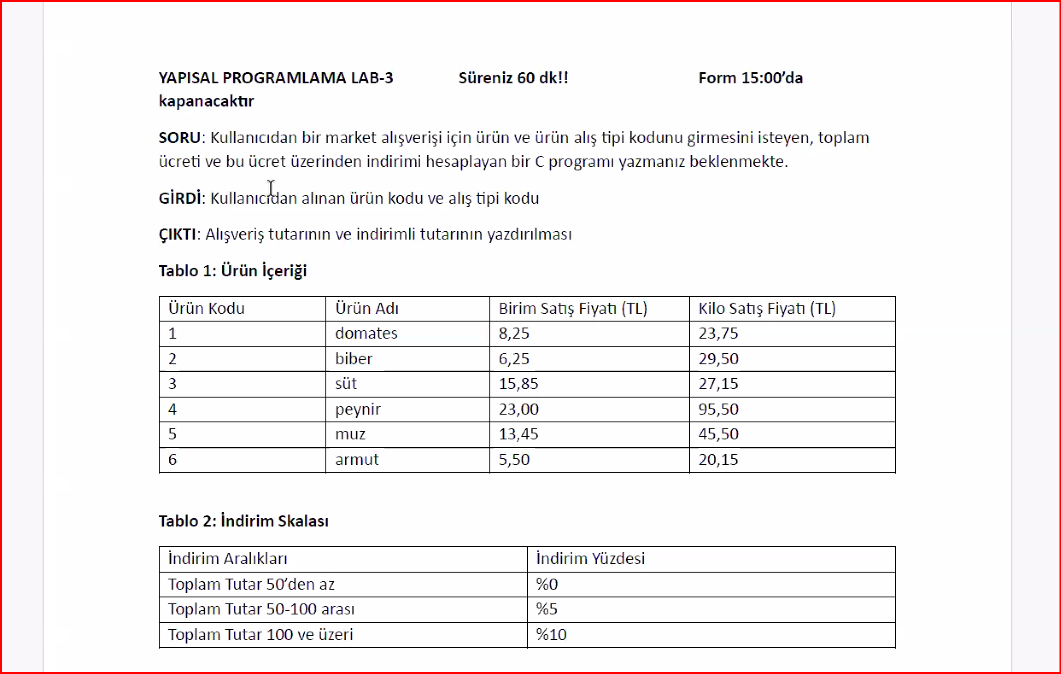 YAPISAL PROGRAMLAMA LAB-3 Süreniz 60 dk!! Form 15:00’da
kapanacaktır
SORU: Kullanıcıdan bir market alışverişi için ürün ve ürün alış tipi kodunu girmesini isteyen, toplam
ücreti ve bu ücret üzerinden indirimi hesaplayan bir C programı yazmanız beklenmekte.
GİRDİ: Kullanıcıdan alınan ürün kodu ve alış tipi kodu
ÇIKTI: Alışveriş tutarının ve indirimli tutarının yazdırılması
Tablo 1: Ürün İçeriği
Ürün Kodu Ürün Adı Birim Satış Fiyatı (TL) Kilo Satış Fiyatı (TL)
1 domates 8,25 23,75
2 biber 6,25 29,50
3 süt 15,85 27,15
4 peynir 23,00 95,50
5 muz 13,45 45,50
6 armut 5,50 20,15
Tablo 2: İndirim Skalası
İndirim Aralıkları İndirim Yüzdesi
Toplam Tutar 50’den az %0
Toplam Tutar 50-100 arası %5
Toplam Tutar 100 ve üzeri %10